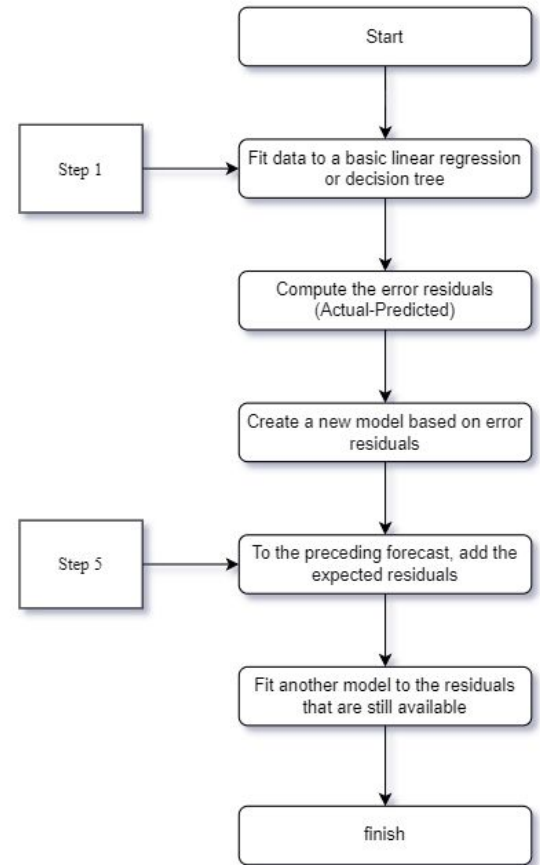 Start
Step 1
Fit data to a basic linear regression
or decision tree
Compute the error residuals
(Actual-Predicted)
Create a new model based on error
residuals
Step 5
To the preceding forecast, add the
expected residuals
Fit another model to the residuals
that are still available
finish